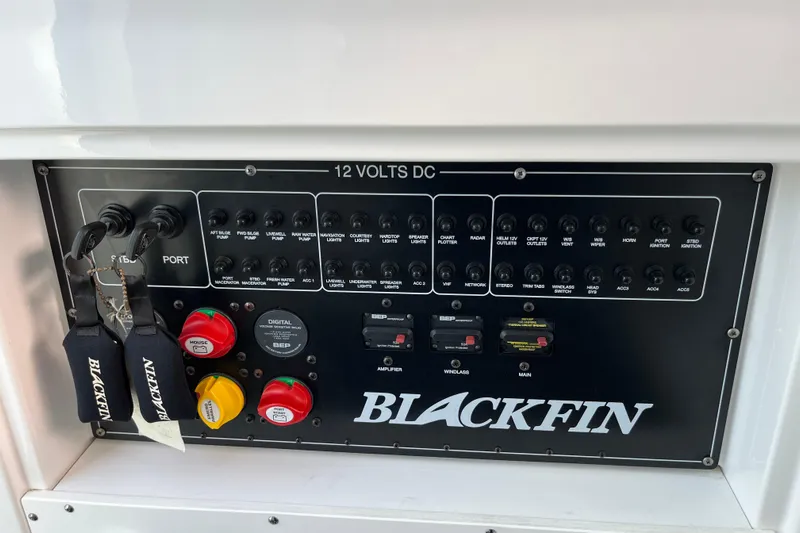 12 VOLTS DC
STBD
PORT
AFT BILGE
PUMP
FWD BILGE
PUMP
LIVEWELL
PUMP
RAW WATER
PUMP
NAVIGATION
LIGHTS
COURTESY
LIGHTS
HARDTOP
LIGHTS
SPEAKER
LIGHTS
CHART
PLOTTER
RADAR
HELM 12V
OUTLETS
CKPT 12V
OUTLETS
W/B
VENT
W/S
WIPER
HORN
PORT
IGNITION
STBD
IGNITION
PORT
MACERATOR
STBD
MACERATOR
FRESH WATER
PUMP
ACC 1
LIVEWELL
LIGHTS
UNDERWATER
LIGHTS
SPREADER
LIGHTS
ACC 2
VHF
NETWORK
STEREO
TRIM TABS
WINDLASS
SWITCH
HEAD
SYS
ACC3
ACC4
ACC5
HOUSE
DIGITAL
VOLTAGE SENSITIVE RELAY
BEP
BEP
BEP
AMPLIFIER
WINDLASS
MAIN
BLACKFIN
BLACKFIN
BLACKFIN